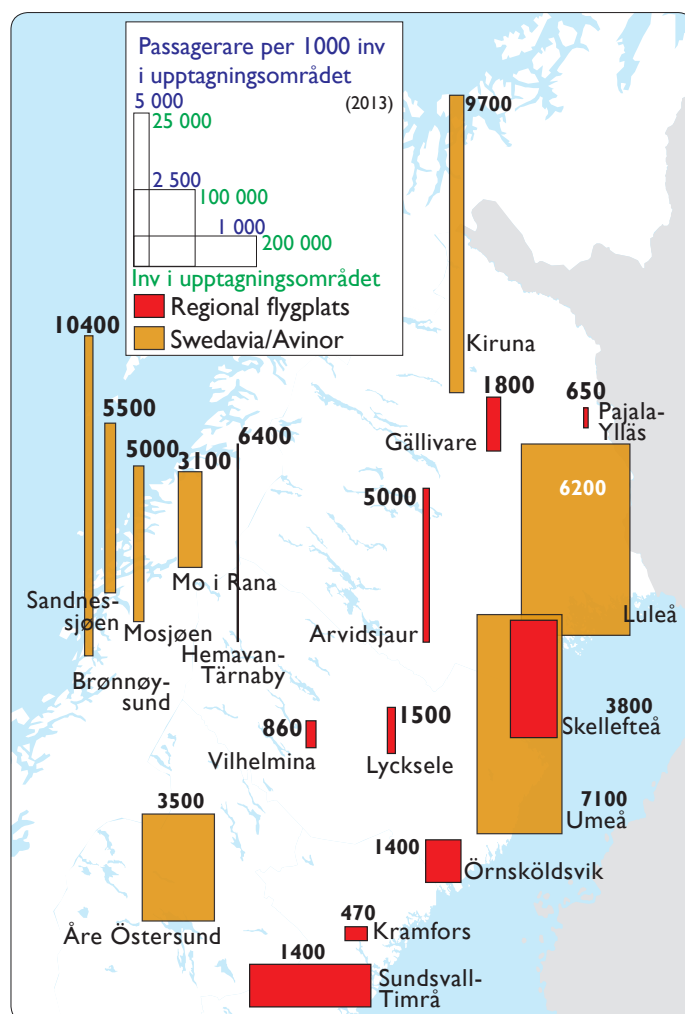 Passagerare per 1000 inv
i upptagningsområdet
(2013)
5 000
25 000
2 500
100 000
1 000
200 000
Inv i upptagningsområdet
Regional flygplats
Swedavia/Avinor
9700
Kiruna
10400
5500
5000
3100
6400
1800
Gällivare
650
Pajala-
Ylläs
5000
6200
Mo i Rana
Sandnes-
sjøen
Mosjøen
Hemavan-
Tärnaby
Arvidsjaur
Luleå
Brønnøy-
sund
860
Vilhelmina
1500
Lycksele
3800
Skellefteå
7100
Umeå
3500
Åre Östersund
1400
Örnsköldsvik
470
Kramfors
1400
Sundsvall-
Timrå